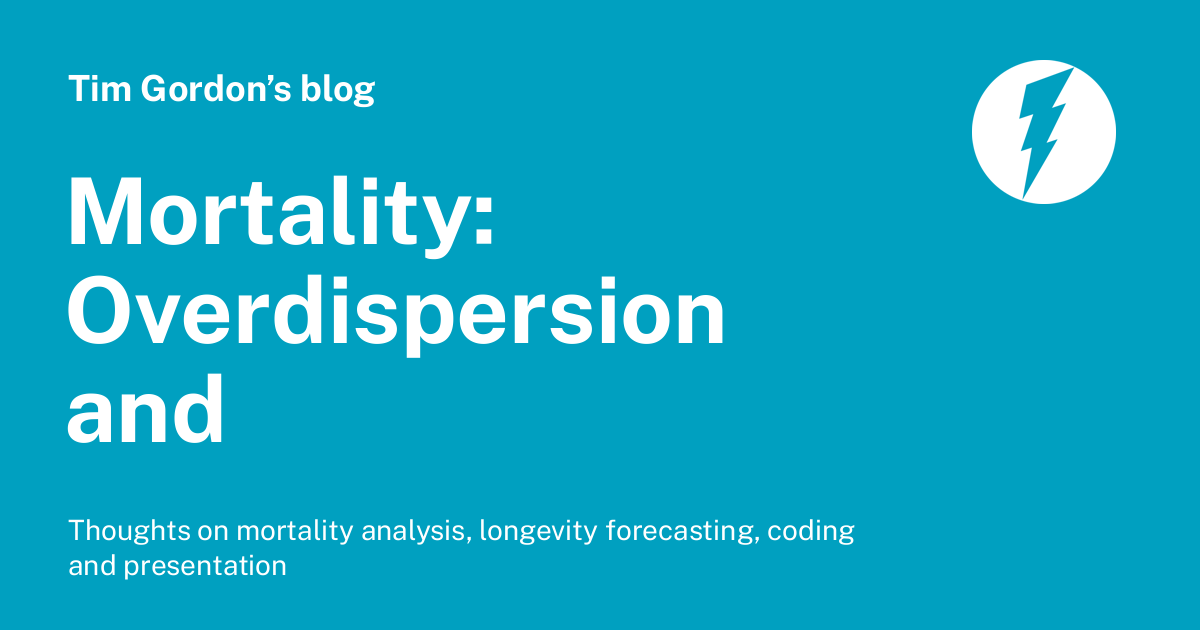 Tim Gordon’s blog
Mortality:
Overdispersion
and
Thoughts on mortality analysis, longevity forecasting, coding
and presentation